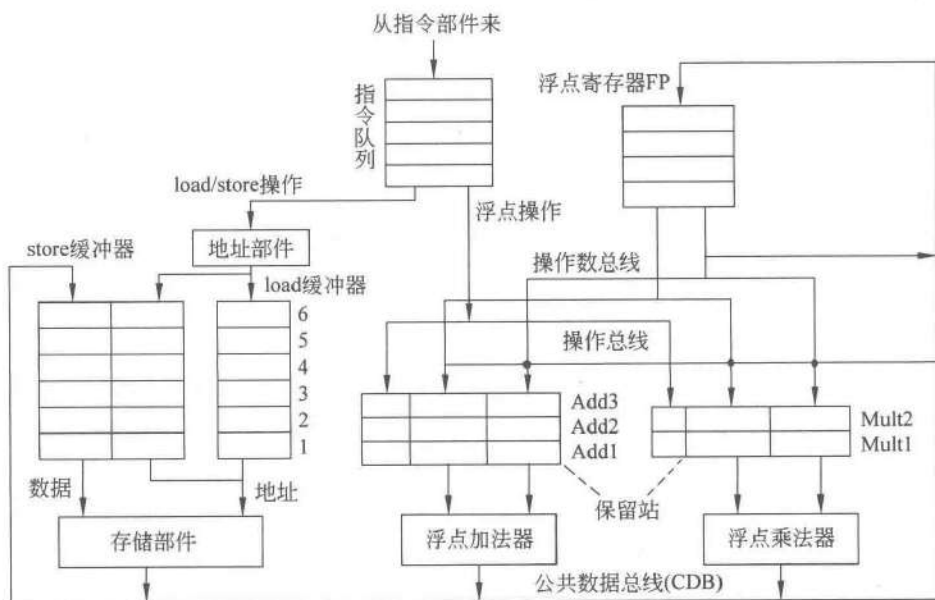 从指令部件来
指令队列
浮点寄存器FP
load/store操作
浮点操作
地址部件
store缓冲器
操作数总线
load缓冲器
6
5
4
3
2
1
操作总线
Add3
Add2
Add1
Mult2
Mult1
数据
地址
保留站
存储部件
浮点加法器
浮点乘法器
公共数据总线(CDB)